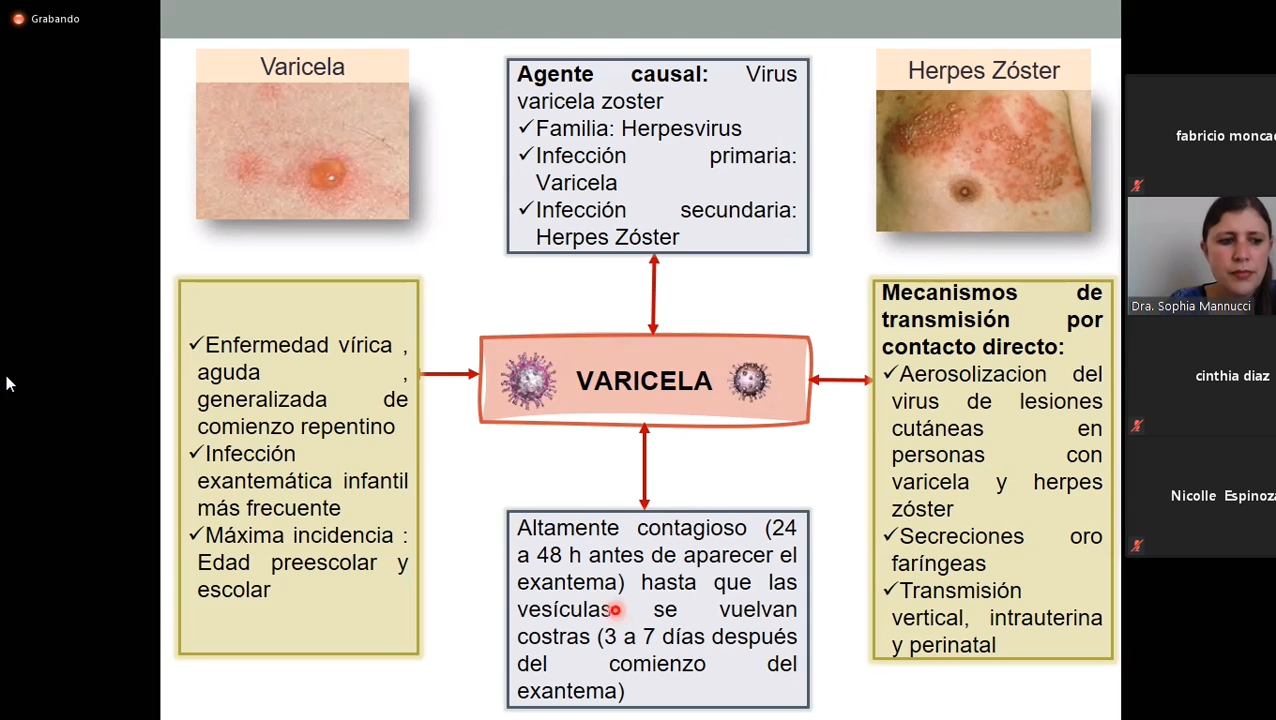 Grabando
Varicela
Agente causal: Virus
varicela zoster
✓Familia: Herpesvirus
✓Infección primaria:
Varicela
✓Infección secundaria:
Herpes Zóster
Herpes Zóster
✓Enfermedad vírica ,
aguda ,
generalizada de
comienzo repentino
✓Infección
exantemática infantil
más frecuente
✓Máxima incidencia :
Edad preescolar y
escolar
VARICELA
Altamente contagioso (24
a 48 h antes de aparecer el
exantema) hasta que las
vesículas se vuelvan
costras (3 a 7 días después
del comienzo del
exantema)
Mecanismos de
transmisión por
contacto directo:
✓Aerosolizacion del
virus de lesiones
cutáneas en
personas con
varicela y herpes
zóster
✓Secreciones oro
faríngeas
✓Transmisión
vertical, intrauterina
y perinatal
fabricio monca
Dra. Sophia Mannucci
cinthia diaz
Nicolle Espinoza